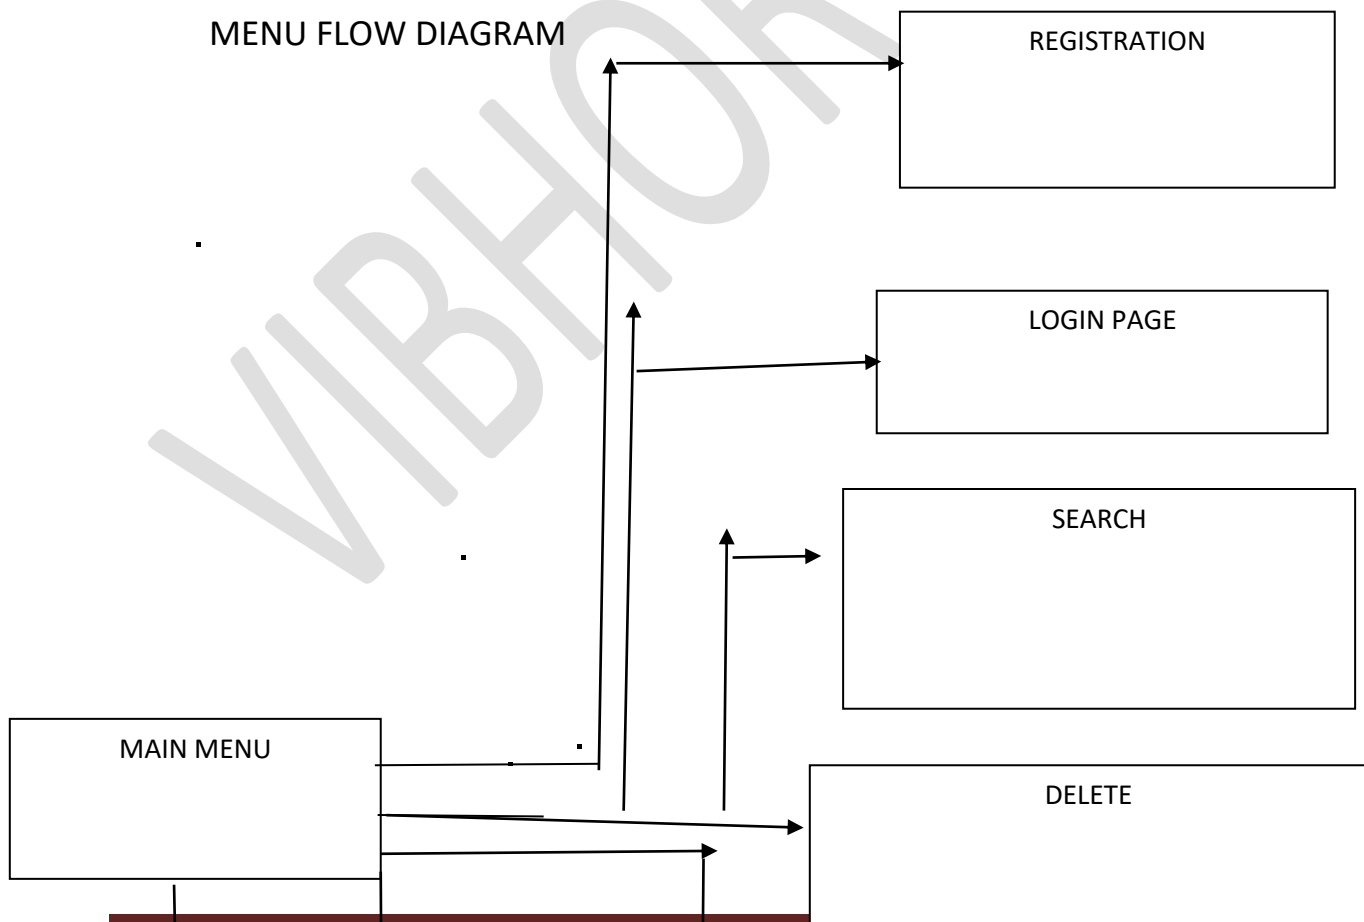 MENU FLOW DIAGRAM
REGISTRATION
LOGIN PAGE
SEARCH
MAIN MENU
DELETE
VIBHOR